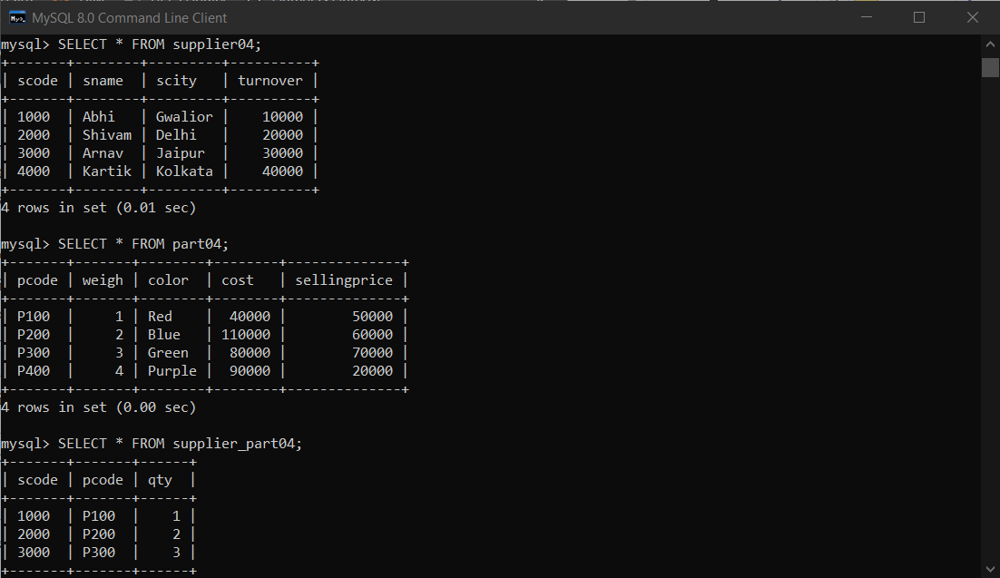 MySQL 8.0 Command Line Client
mysql> SELECT * FROM supplier04;
+-------+--------+---------+----------+
| scode | sname  | scity   | turnover |
+-------+--------+---------+----------+
| 1000  | Abhi   | Gwalior |    10000 |
| 2000  | Shivam | Delhi   |    20000 |
| 3000  | Arnav  | Jaipur  |    30000 |
| 4000  | Kartik | Kolkata |    40000 |
+-------+--------+---------+----------+
4 rows in set (0.01 sec)
mysql> SELECT * FROM part04;
+-------+-------+--------+--------+--------------+
| pcode | weigh | color  | cost   | sellingprice |
+-------+-------+--------+--------+--------------+
| P100  |     1 | Red    |  40000 |        50000 |
| P200  |     2 | Blue   | 110000 |        60000 |
| P300  |     3 | Green  |  80000 |        70000 |
| P400  |     4 | Purple |  90000 |        20000 |
+-------+-------+--------+--------+--------------+
4 rows in set (0.00 sec)
mysql> SELECT * FROM supplier_part04;
+-------+-------+------+
| scode | pcode | qty  |
+-------+-------+------+
| 1000  | P100  |    1 |
| 2000  | P200  |    2 |
| 3000  | P300  |    3 |
+-------+-------+------+